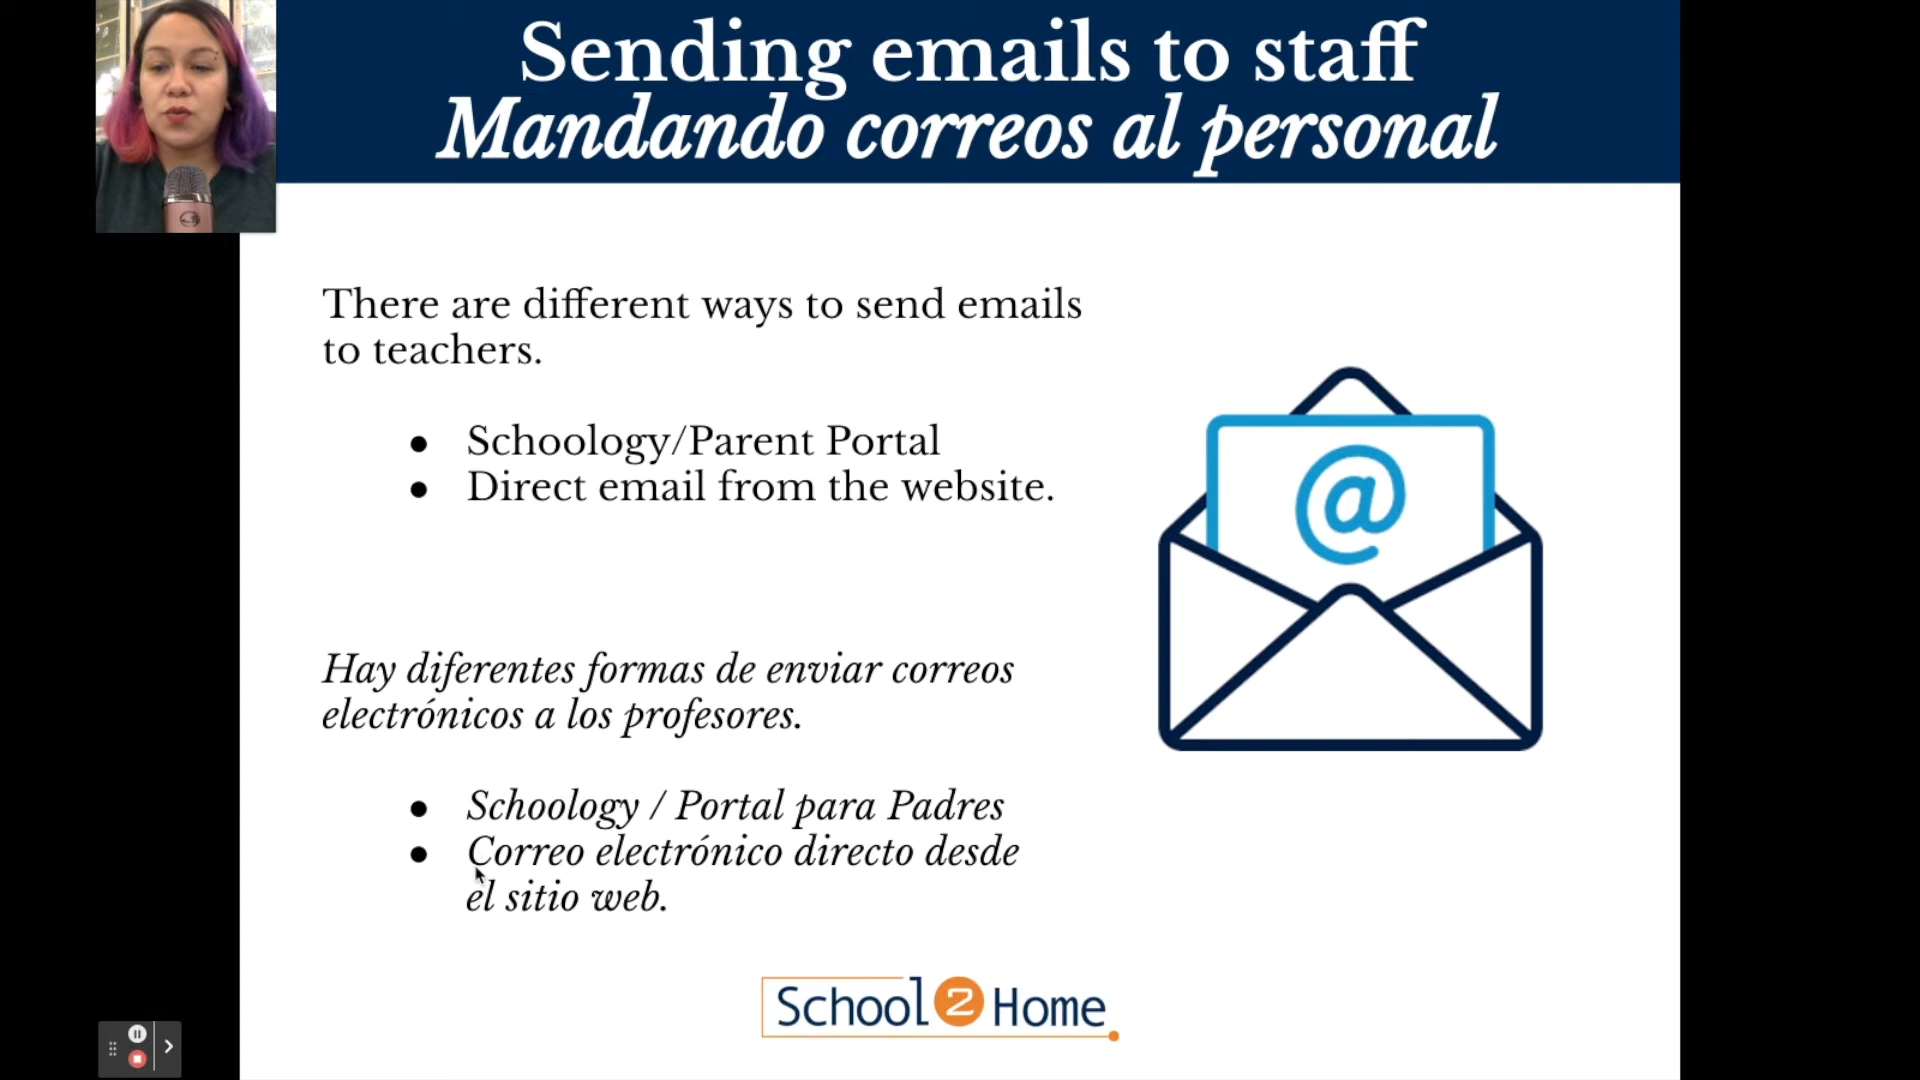 Sending emails to staff
Mandando correos al personal
There are different ways to send emails
to teachers.
● Schoology/Parent Portal
● Direct email from the website.
@
Hay diferentes formas de enviar correos
electrónicos a los profesores.
● Schoology / Portal para Padres
● Correo electrónico directo desde
el sitio web.
School2Home